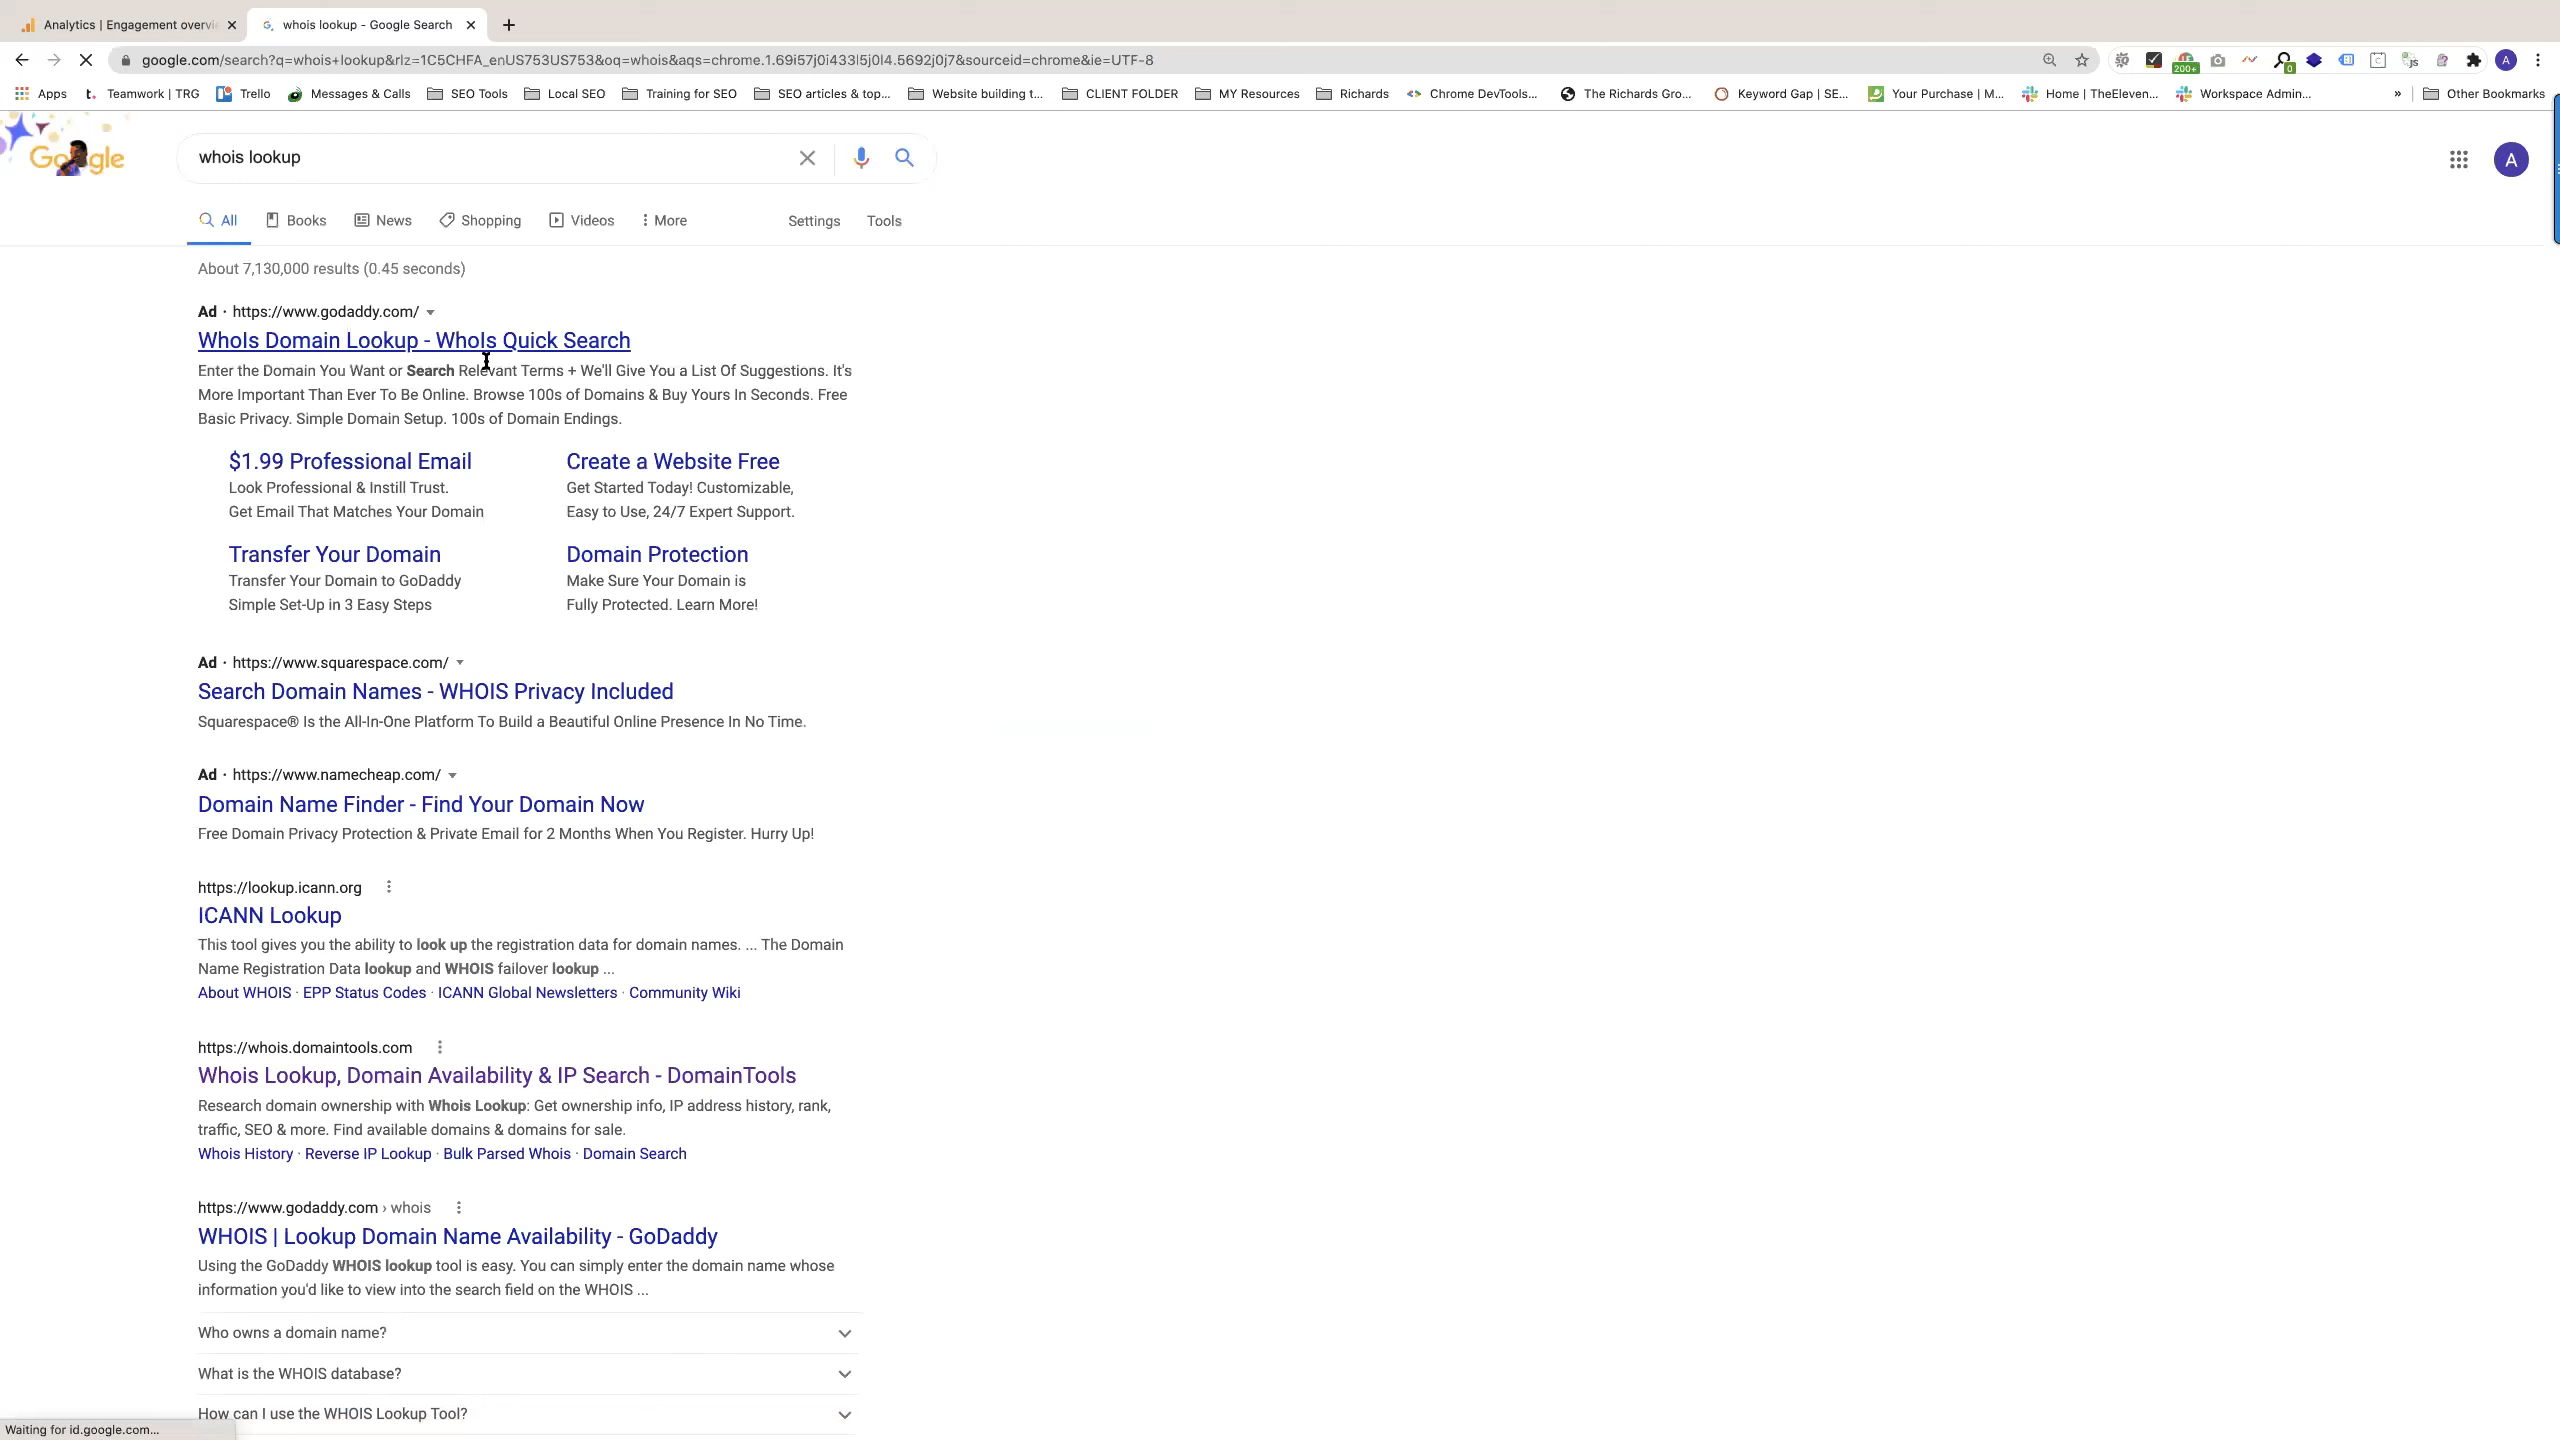 Analytics | Engagement overvi
whois lookup - Google Search
google.com/search?q=whois+lookup&rlz=1C5CHFA_enUS753US753&oq=whois&aqs=chrome.1.69i57j0i433l5j0l4.5692j0j7&sourceid=chrome&ie=UTF-8
200+
0
A
Apps
Teamwork | TRG
Trello
Messages & Calls
SEO Tools
Local SEO
Training for SEO
SEO articles & top...
Website building t...
CLIENT FOLDER
MY Resources
Richards
Chrome DevTools...
The Richards Gro...
Keyword Gap | SE...
Your Purchase | M...
Home | TheEleven...
Workspace Admin...
»
Other Bookmarks
Google
whois lookup
A
All
Books
News
Shopping
Videos
More
Settings
Tools
About 7,130,000 results (0.45 seconds)
Ad · https://www.godaddy.com/
WhoIs Domain Lookup - WhoIs Quick Search
Enter the Domain You Want or Search Relevant Terms + We'll Give You a List Of Suggestions. It's
More Important Than Ever To Be Online. Browse 100s of Domains & Buy Yours In Seconds. Free
Basic Privacy. Simple Domain Setup. 100s of Domain Endings.
$1.99 Professional Email
Look Professional & Instill Trust.
Get Email That Matches Your Domain
Create a Website Free
Get Started Today! Customizable,
Easy to Use, 24/7 Expert Support.
Transfer Your Domain
Transfer Your Domain to GoDaddy
Simple Set-Up in 3 Easy Steps
Domain Protection
Make Sure Your Domain is
Fully Protected. Learn More!
Ad · https://www.squarespace.com/
Search Domain Names - WHOIS Privacy Included
Squarespace® Is the All-In-One Platform To Build a Beautiful Online Presence In No Time.
Ad · https://www.namecheap.com/
Domain Name Finder - Find Your Domain Now
Free Domain Privacy Protection & Private Email for 2 Months When You Register. Hurry Up!
https://lookup.icann.org
ICANN Lookup
This tool gives you the ability to look up the registration data for domain names. ... The Domain
Name Registration Data lookup and WHOIS failover lookup ...
About WHOIS · EPP Status Codes · ICANN Global Newsletters · Community Wiki
https://whois.domaintools.com
Whois Lookup, Domain Availability & IP Search - DomainTools
Research domain ownership with Whois Lookup: Get ownership info, IP address history, rank,
traffic, SEO & more. Find available domains & domains for sale.
Whois History · Reverse IP Lookup · Bulk Parsed Whois · Domain Search
https://www.godaddy.com › whois
WHOIS | Lookup Domain Name Availability - GoDaddy
Using the GoDaddy WHOIS lookup tool is easy. You can simply enter the domain name whose
information you'd like to view into the search field on the WHOIS ...
Who owns a domain name?
What is the WHOIS database?
How can I use the WHOIS Lookup Tool?
Waiting for id.google.com...